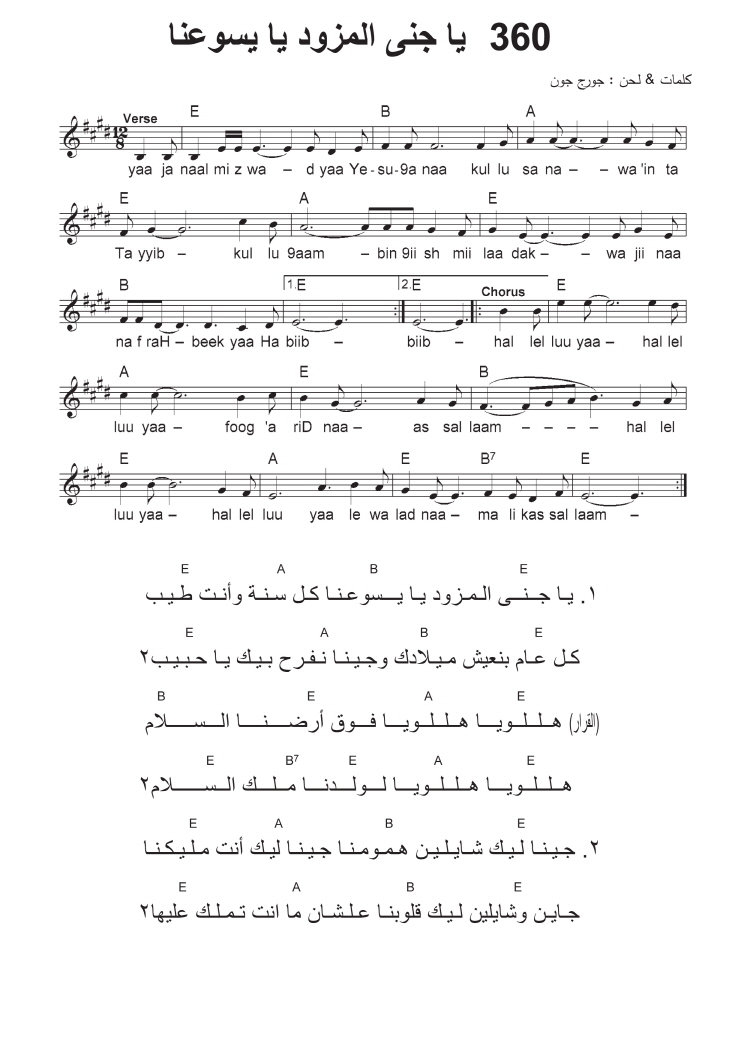 360 يا جنى المزود يا يسوعنا
كلمات & لحن : جورج جون
Verse E B A
12/8
yaa ja naal mi z wa – d yaa Ye-su-9a naa kul lu sa na – wa 'in ta
E A E
Ta yyib – kul lu 9aam – bin 9ii sh mii laa dak – – wa jii naa
B 1.E 2.E Chorus E
na f raH – beek yaa Ha biib – biib – hal lel luu yaa – hal lel
A E B
luu yaa – foog 'a riD naa – as sal laam – – – – hal lel
E A E B7 E
luu yaa – hal lel luu yaa le wa lad naa – ma li kas sal laam –
E A B E
١. يا جنى المزود يا يسوعنا كل سنة وأنت طيب
E A B E
كل عام بنعيش ميلادك وجينا نفرح بيك يا حبيب٢
B E A E
(القرار) هللويا هللويا فوق أرضنا السلام
E B7 E A E
هللويا هللويا لولدنا ملك السلام٢
E A B E
٢. جينا ليك شايلين همومنا جينا ليك أنت مليكنا
E A B E
جاين وشايلين ليك قلوبنا علشان ما انت تملك عليها٢